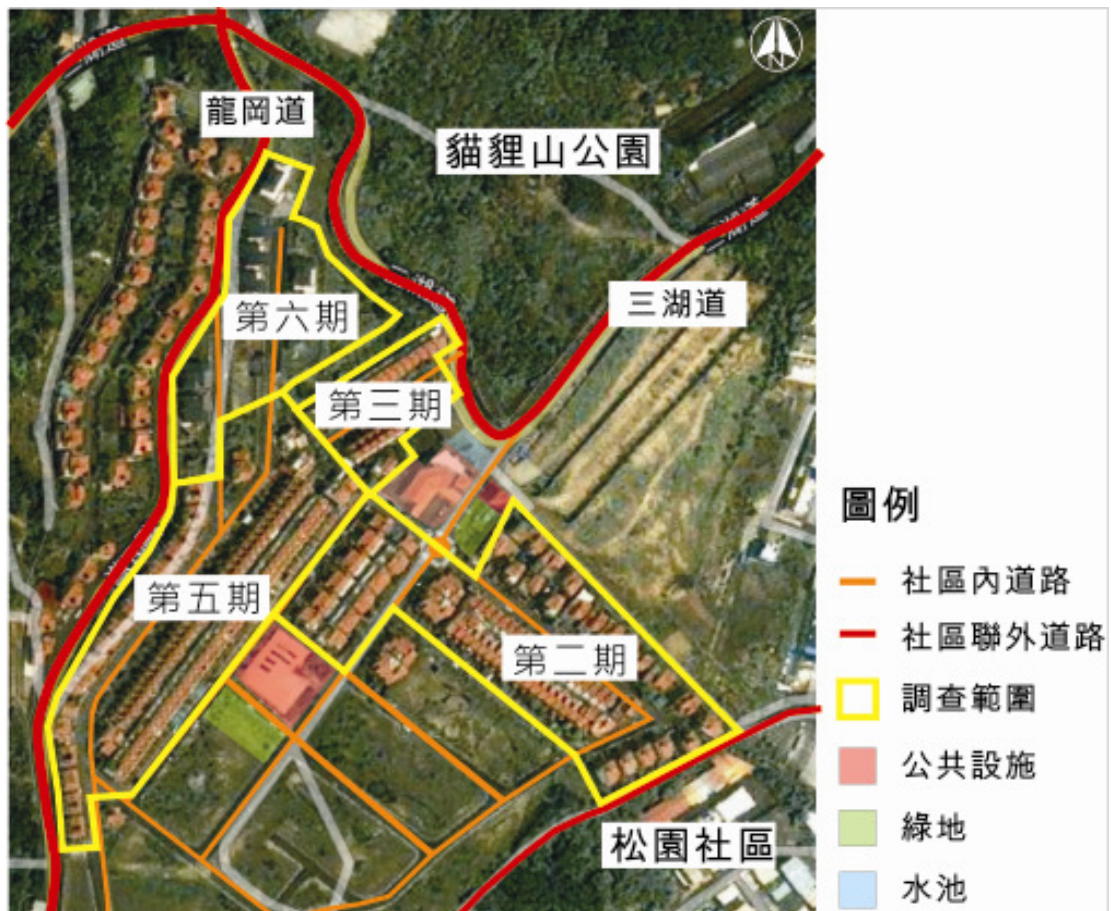 N
龍岡道
貓貍山公園
三湖道
第六期
第三期
第五期
第二期
松園社區
圖例
社區內道路
社區聯外道路
調查範圍
公共設施
綠地
水池